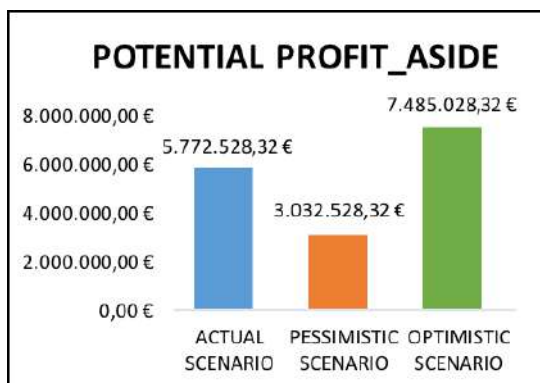 POTENTIAL PROFIT_ASIDE
7.485.028,32 €
8.000.000,00 €
5.772.528,32 €
6.000.000,00 €
3.032.528,32 €
4.000.000,00 €
2.000.000,00 €
0,00 €
ACTUAL SCENARIO
PESSIMISTIC SCENARIO
OPTIMISTIC SCENARIO